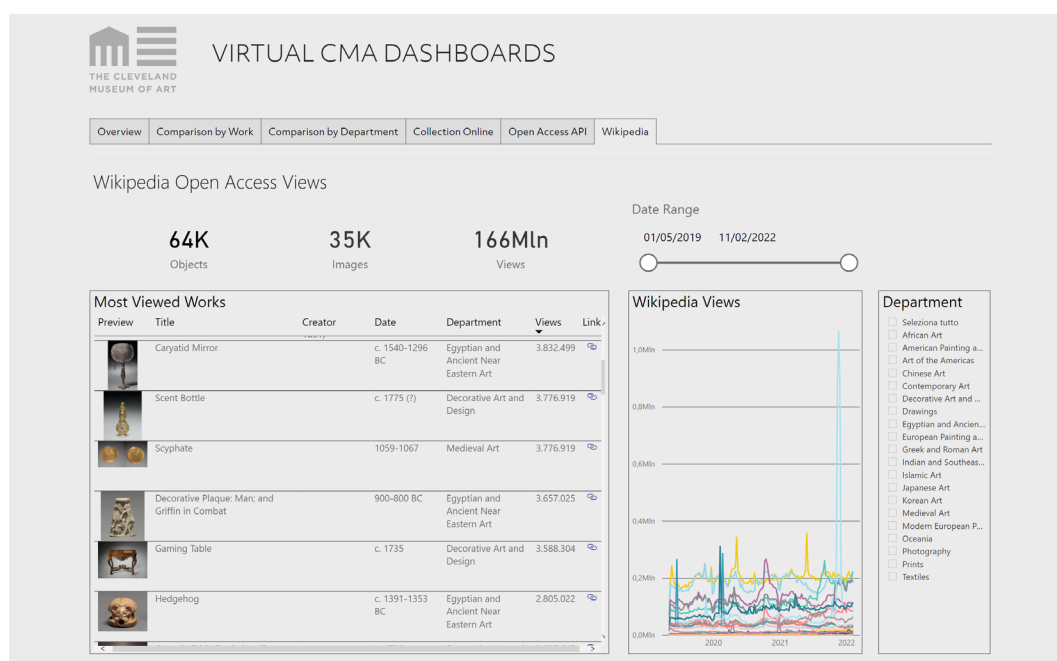 THE CLEVELAND
MUSEUM OF ART
VIRTUAL CMA DASHBOARDS
Overview
Comparison by Work
Comparison by Department
Collection Online
Open Access API
Wikipedia
Wikipedia Open Access Views
64K
Objects
35K
Images
166Mln
Views
Date Range
01/05/2019 11/02/2022
Most Viewed Works
Preview Title Creator Date Department Views Link
Caryatid Mirror c. 1540-1296 Egyptian and 3.832.499
BC Ancient Near
Eastern Art
Scent Bottle c. 1775 (?) Decorative Art and 3.776.919
Design
Scyphate 1059-1067 Medieval Art 3.776.919
Decorative Plaque: Man; and 900-800 BC Egyptian and 3.657.025
Griffin in Combat Ancient Near
Eastern Art
Gaming Table c. 1735 Decorative Art and 3.588.304
Design
Hedgehog c. 1391-1353 Egyptian and 2.805.022
BC Ancient Near
Eastern Art
Wikipedia Views
1,0Mln
0,8Mln
0,6Mln
0,4Mln
0,2Mln
0,0Mln
2020 2021 2022
Department
Seleziona tutto
African Art
American Painting a...
Art of the Americas
Chinese Art
Contemporary Art
Decorative Art and ...
Drawings
Egyptian and Ancien...
European Painting a...
Greek and Roman Art
Indian and Southeas...
Islamic Art
Japanese Art
Korean Art
Medieval Art
Modern European P...
Oceania
Photography
Prints
Textiles